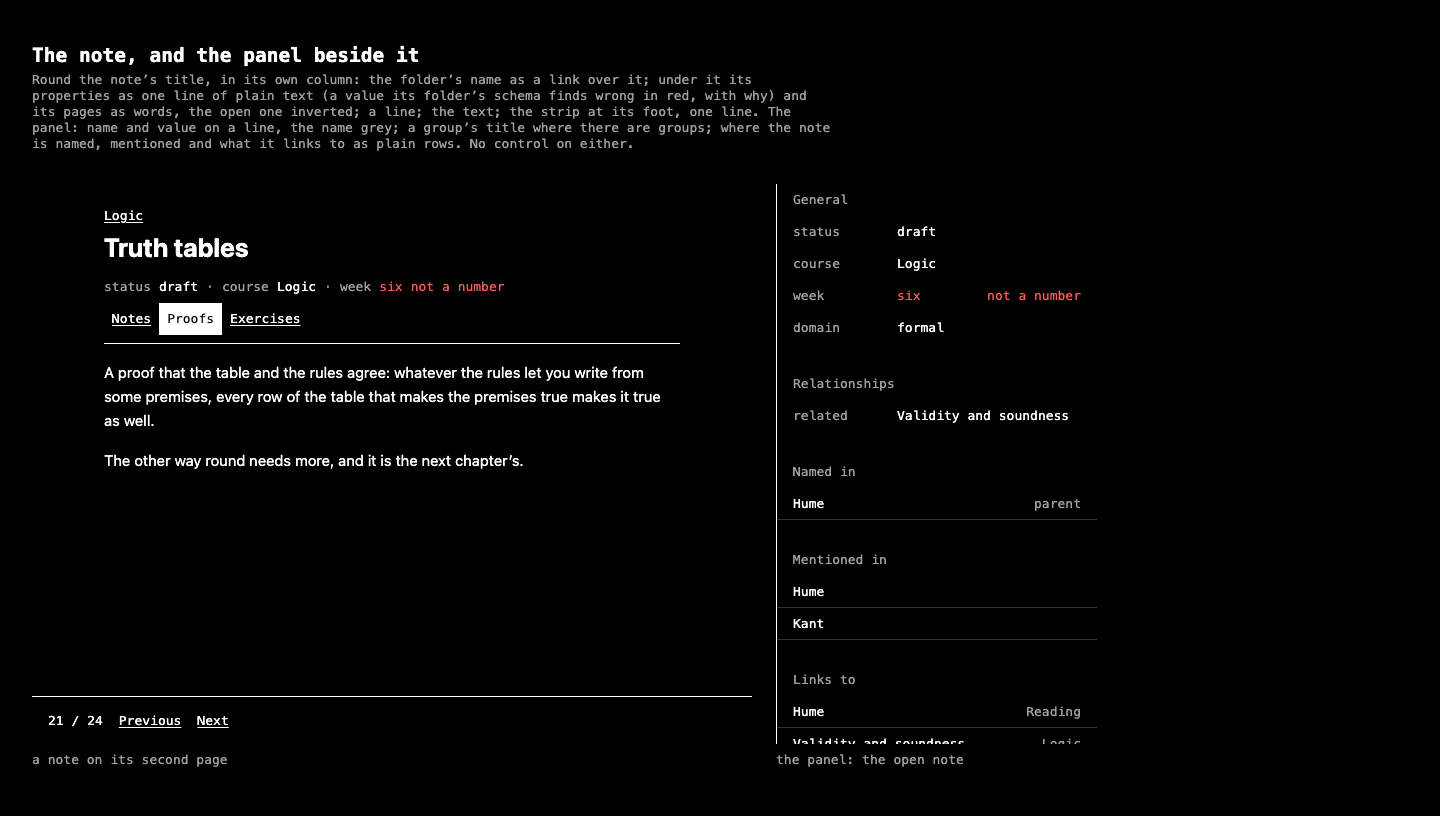 The note, and the panel beside it
Round the note’s title, in its own column: the folder’s name as a link over it; under it its
properties as one line of plain text (a value its folder’s schema finds wrong in red, with why) and
its pages as words, the open one inverted; a line; the text; the strip at its foot, one line. The
panel: name and value on a line, the name grey; a group’s title where there are groups; where the note
is named, mentioned and what it links to as plain rows. No control on either.
Logic
Truth tables
status draft · course Logic · week six not a number
Notes Proofs Exercises
A proof that the table and the rules agree: whatever the rules let you write from
some premises, every row of the table that makes the premises true makes it true
as well.
The other way round needs more, and it is the next chapter’s.
21 / 24 Previous Next
a note on its second page
General
status draft
course Logic
week six not a number
domain formal
Relationships
related Validity and soundness
Named in
Hume parent
Mentioned in
Hume
Kant
Links to
Hume Reading
Validity and soundness Logic
the panel: the open note